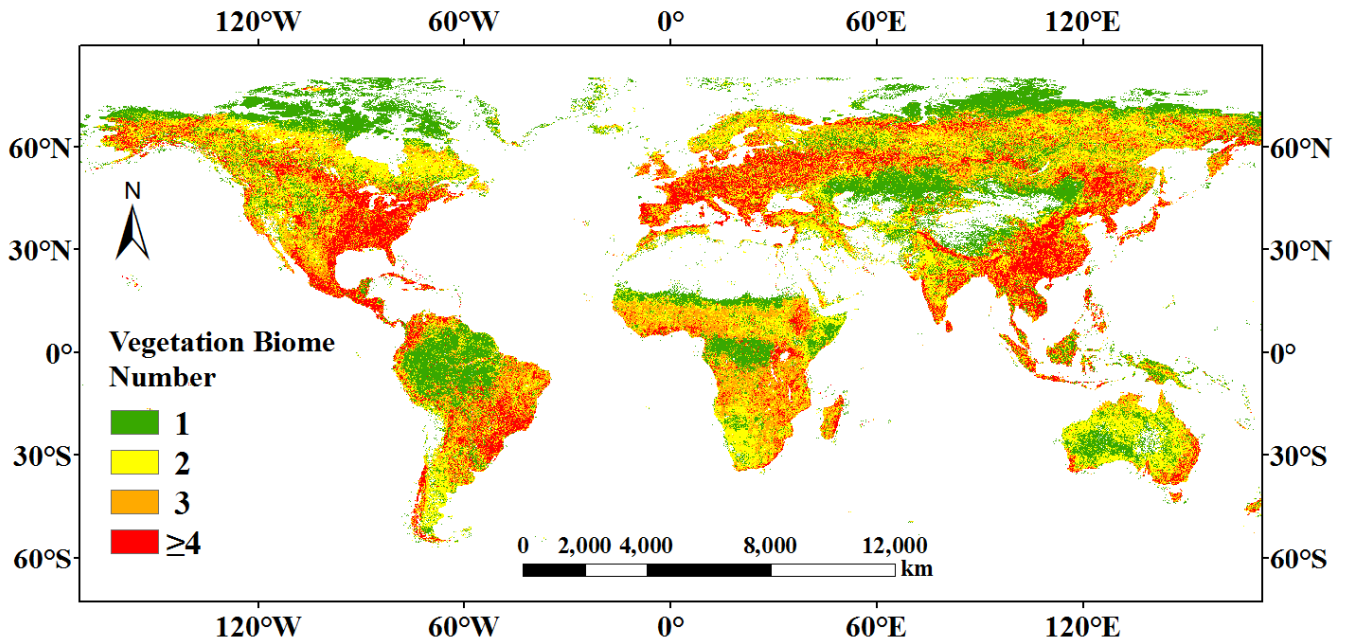 120°W 60°W 0° 60°E 120°E
60°N 60°N
N
30°N 30°N
Vegetation Biome
Number
0° 0°
1
2
30°S 30°S
3
≥4
0 2,000 4,000 8,000 12,000
km
60°S 60°S
120°W 60°W 0° 60°E 120°E